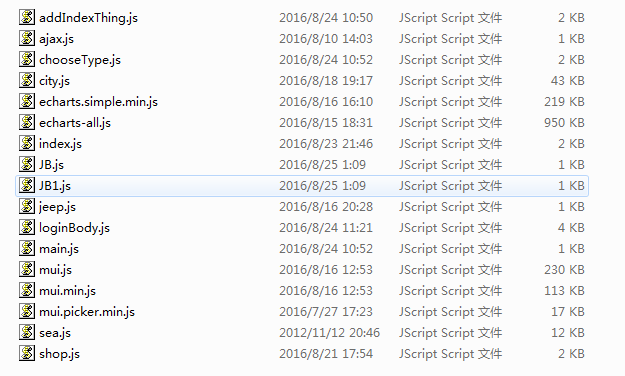 addIndexThing.js 2016/8/24 10:50 JScript Script 文件 2 KB
ajax.js 2016/8/10 14:03 JScript Script 文件 1 KB
chooseType.js 2016/8/24 10:52 JScript Script 文件 2 KB
city.js 2016/8/18 19:17 JScript Script 文件 43 KB
echarts.simple.min.js 2016/8/16 16:10 JScript Script 文件 219 KB
echarts-all.js 2016/8/15 18:31 JScript Script 文件 950 KB
index.js 2016/8/23 21:46 JScript Script 文件 2 KB
JB.js 2016/8/25 1:09 JScript Script 文件 1 KB
JB1.js 2016/8/25 1:09 JScript Script 文件 1 KB
jeep.js 2016/8/16 20:28 JScript Script 文件 1 KB
loginBody.js 2016/8/24 11:21 JScript Script 文件 4 KB
main.js 2016/8/24 10:52 JScript Script 文件 1 KB
mui.js 2016/8/16 12:53 JScript Script 文件 230 KB
mui.min.js 2016/8/16 12:53 JScript Script 文件 113 KB
mui.picker.min.js 2016/7/27 17:23 JScript Script 文件 17 KB
sea.js 2012/11/12 20:46 JScript Script 文件 12 KB
shop.js 2016/8/21 17:54 JScript Script 文件 2 KB